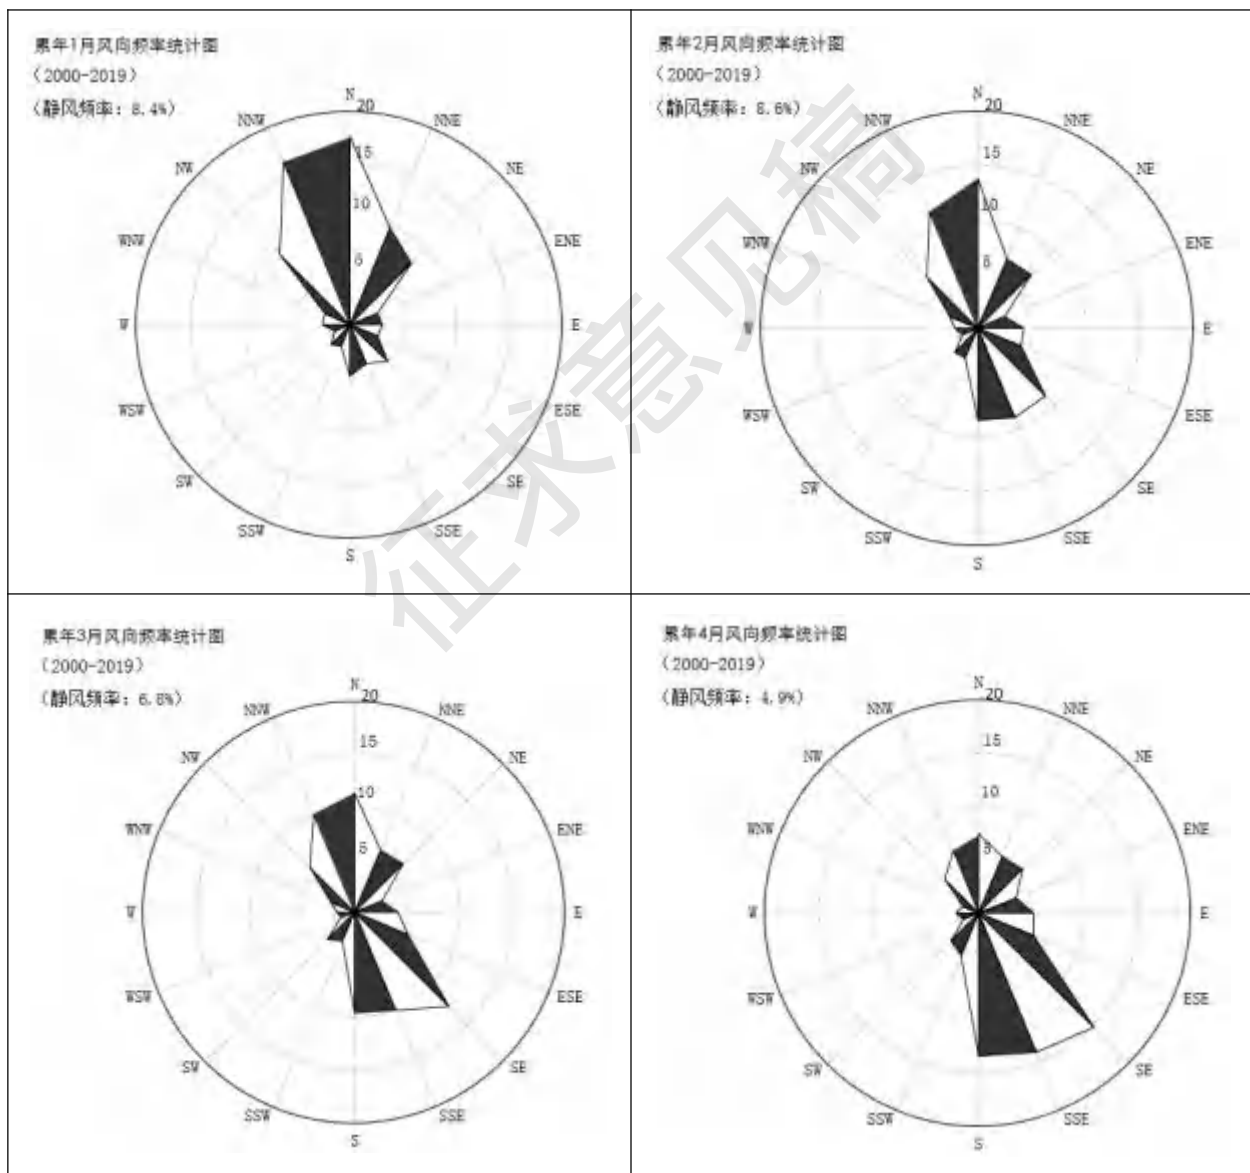 累年1月风向频率统计图
（2000-2019）
（静风频率：8.4%）
N
20
NNW
NNE
15
NW
NE
10
WNW
ENE
5
W
E
WSW
ESE
SW
SE
SSW
SSE
S
累年2月风向频率统计图
（2000-2019）
（静风频率：8.6%）
N
20
NNW
NNE
15
NW
NE
10
WNW
ENE
5
W
E
WSW
ESE
SW
SE
SSW
SSE
S
累年3月风向频率统计图
（2000-2019）
（静风频率：6.8%）
N
20
NNW
NNE
15
NW
NE
10
WNW
ENE
5
W
E
WSW
ESE
SW
SE
SSW
SSE
S
累年4月风向频率统计图
（2000-2019）
（静风频率：4.9%）
N
20
NNW
NNE
15
NW
NE
10
WNW
ENE
5
W
E
WSW
ESE
SW
SE
SSW
SSE
S
征求意见稿